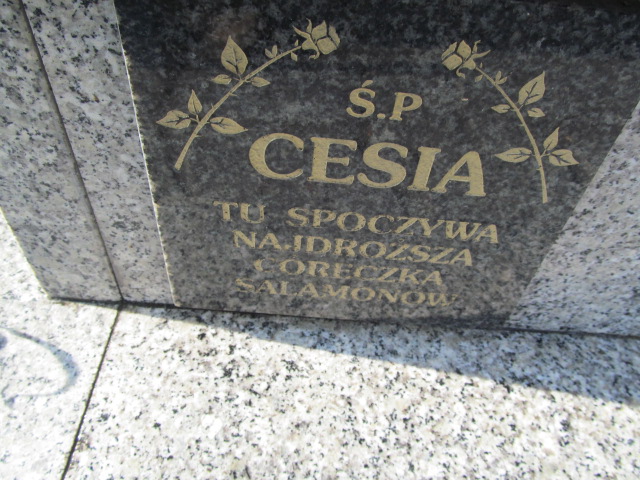 Ś.P
CESIA
TU SPOCZYWA
NAJDROŻSZA
CÓRECZKA
SALAMONÓW